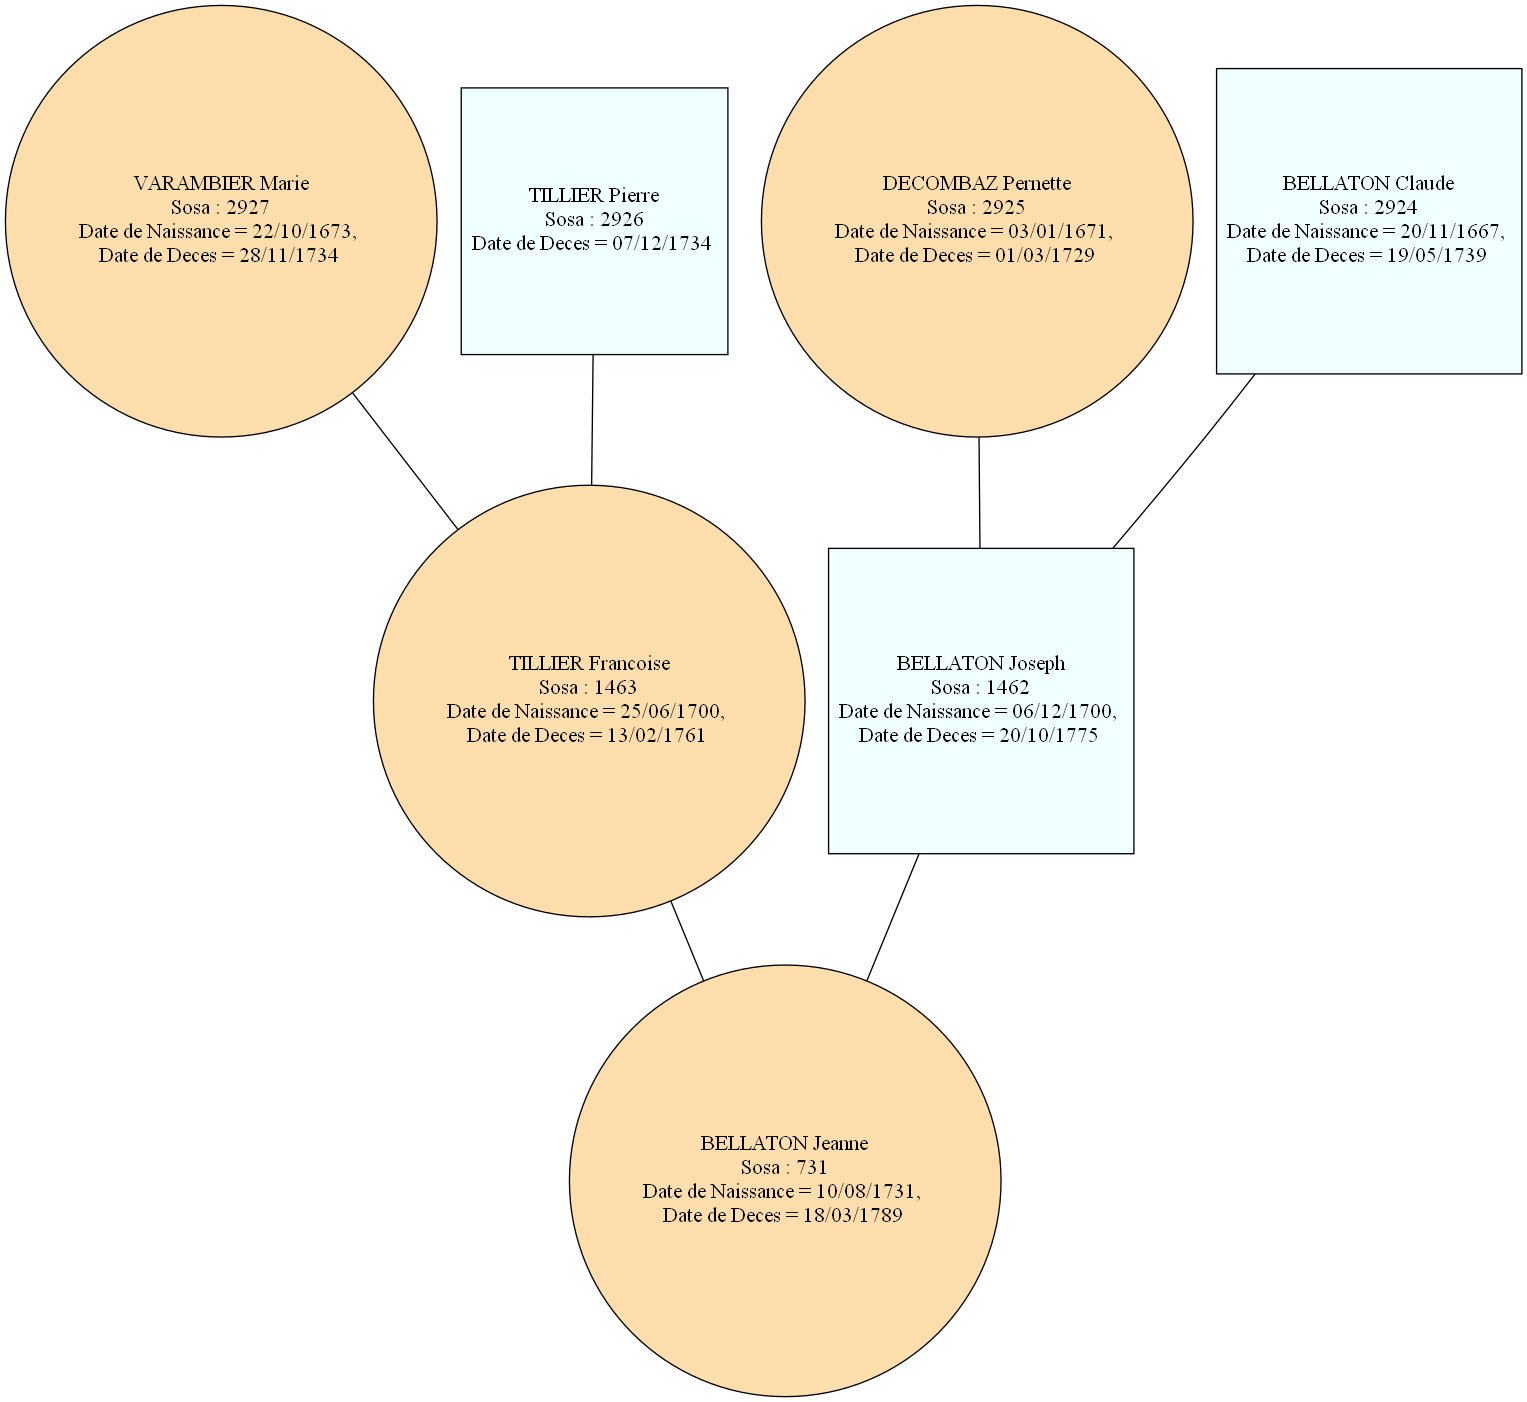 VARAMBIER Marie
Sosa : 2927
Date de Naissance = 22/10/1673,
Date de Deces = 28/11/1734
TILLIER Pierre
Sosa : 2926
Date de Deces = 07/12/1734
DECOMBAZ Pernette
Sosa : 2925
Date de Naissance = 03/01/1671,
Date de Deces = 01/03/1729
BELLATON Claude
Sosa : 2924
Date de Naissance = 20/11/1667,
Date de Deces = 19/05/1739
TILLIER Francoise
Sosa : 1463
Date de Naissance = 25/06/1700,
Date de Deces = 13/02/1761
BELLATON Joseph
Sosa : 1462
Date de Naissance = 06/12/1700,
Date de Deces = 20/10/1775
BELLATON Jeanne
Sosa : 731
Date de Naissance = 10/08/1731,
Date de Deces = 18/03/1789